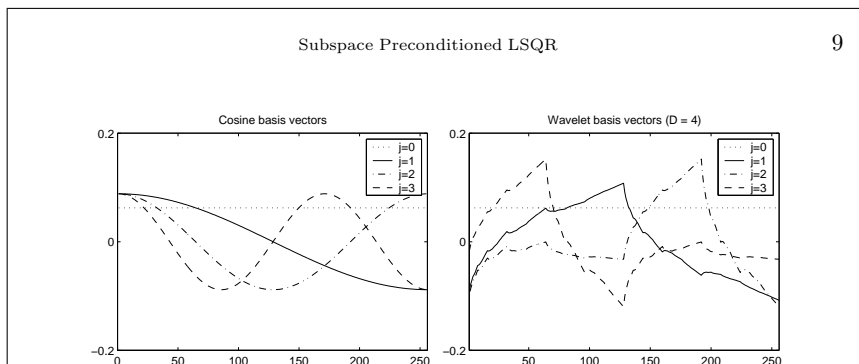 Subspace Preconditioned LSQR 9
Cosine basis vectors
0.2
0
−0.2
0 50 100 150 200 250
j=0
j=1
j=2
j=3
Wavelet basis vectors (D = 4)
0.2
0
−0.2
50 100 150 200 250
j=0
j=1
j=2
j=3